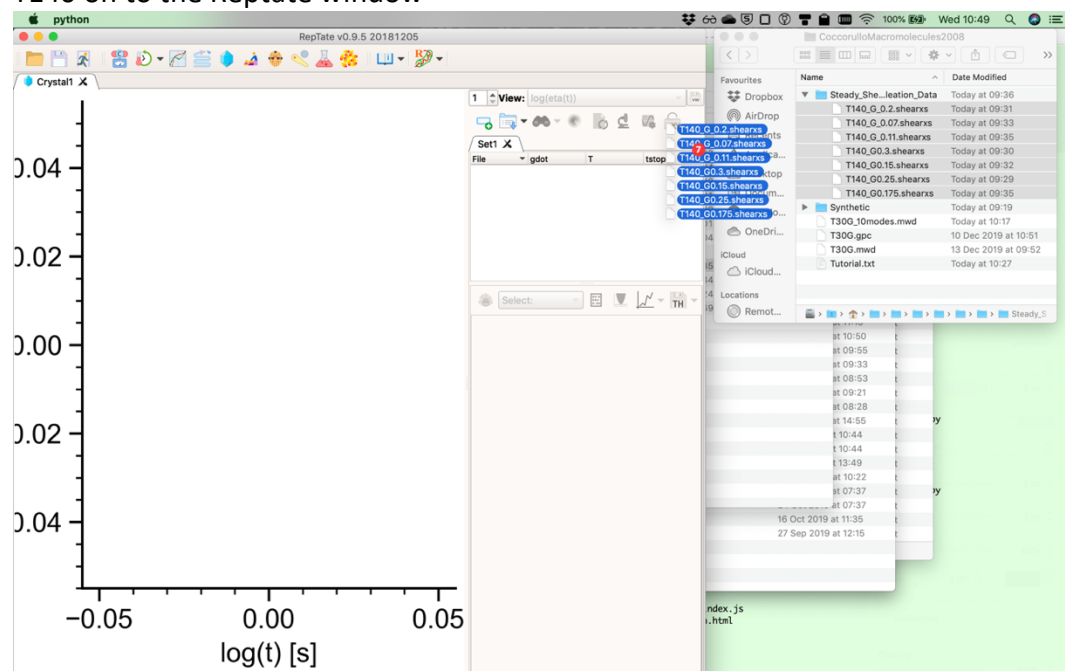 T140 on to the Reptate window
python
100%
Wed 10:49
RepTate v0.9.5 20181205
CoccorulloMacromolecules2008
Crystal1 X
1 View: log(eta(t))
Set1 X
File gdot T tstop
T140_G_0.2.shearxs
T140_G_0.07.shearxs
7
T140_G_0.11.shearxs
T140_G0.3.shearxs
T140_G0.15.shearxs
T140_G0.25.shearxs
T140_G0.175.shearxs
Select:
TH
0.04
0.02
0.00
0.02
0.04
−0.05 0.00 0.05
log(t) [s]
Favourites
Dropbox
AirDrop
OneDri...
iCloud
iCloud...
Locations
Remot...
Name Date Modified
Steady_She...leation_Data Today at 09:36
T140_G_0.2.shearxs Today at 09:31
T140_G_0.07.shearxs Today at 09:33
T140_G_0.11.shearxs Today at 09:35
T140_G0.3.shearxs Today at 09:30
T140_G0.15.shearxs Today at 09:32
T140_G0.25.shearxs Today at 09:29
T140_G0.175.shearxs Today at 09:35
Synthetic Today at 09:19
T30G_10modes.mwd Today at 10:17
T30G.gpc 10 Dec 2019 at 10:51
T30G.mwd 13 Dec 2019 at 09:52
Tutorial.txt Today at 10:27
Steady_S
at 10:50
at 09:55
at 09:33
at 08:53
at 09:21
at 08:28
at 14:55
t 10:44
t 10:44
t 13:49
at 10:22
at 07:37
at 07:37
16 Oct 2019 at 11:35
27 Sep 2019 at 12:15
ndex.js
.html